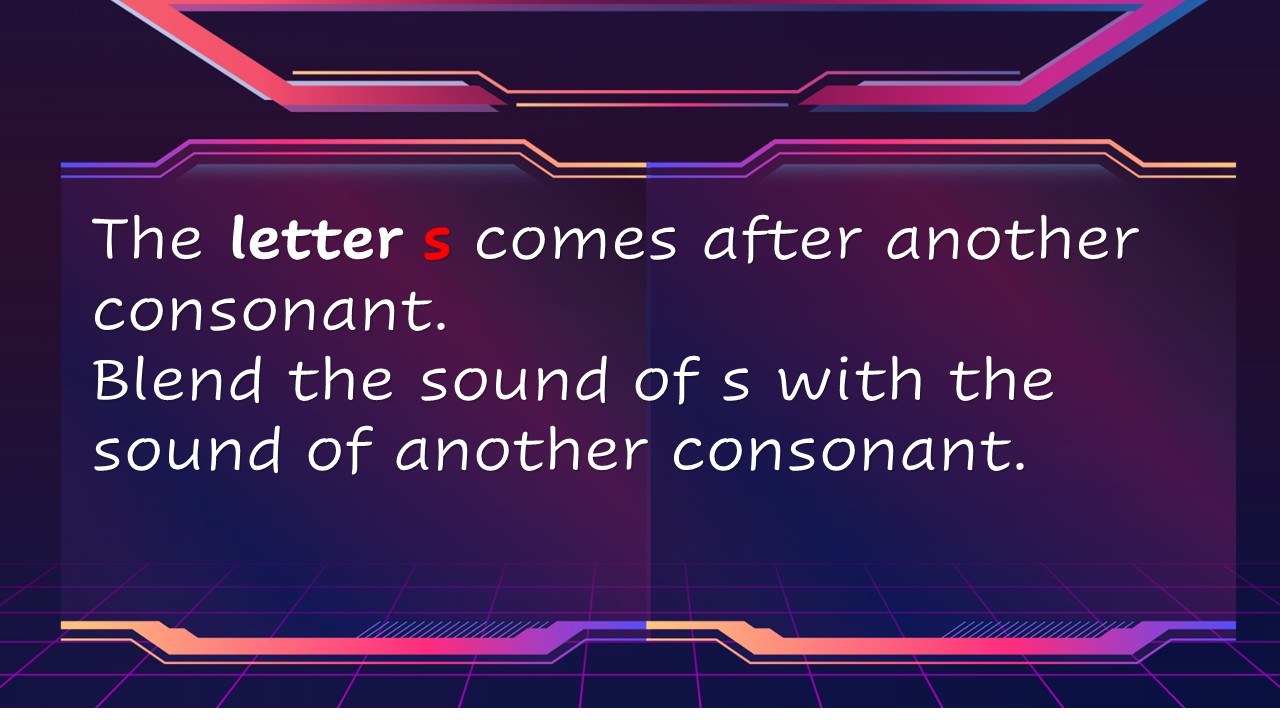 The letter s comes after another
consonant.
Blend the sound of s with the
sound of another consonant.